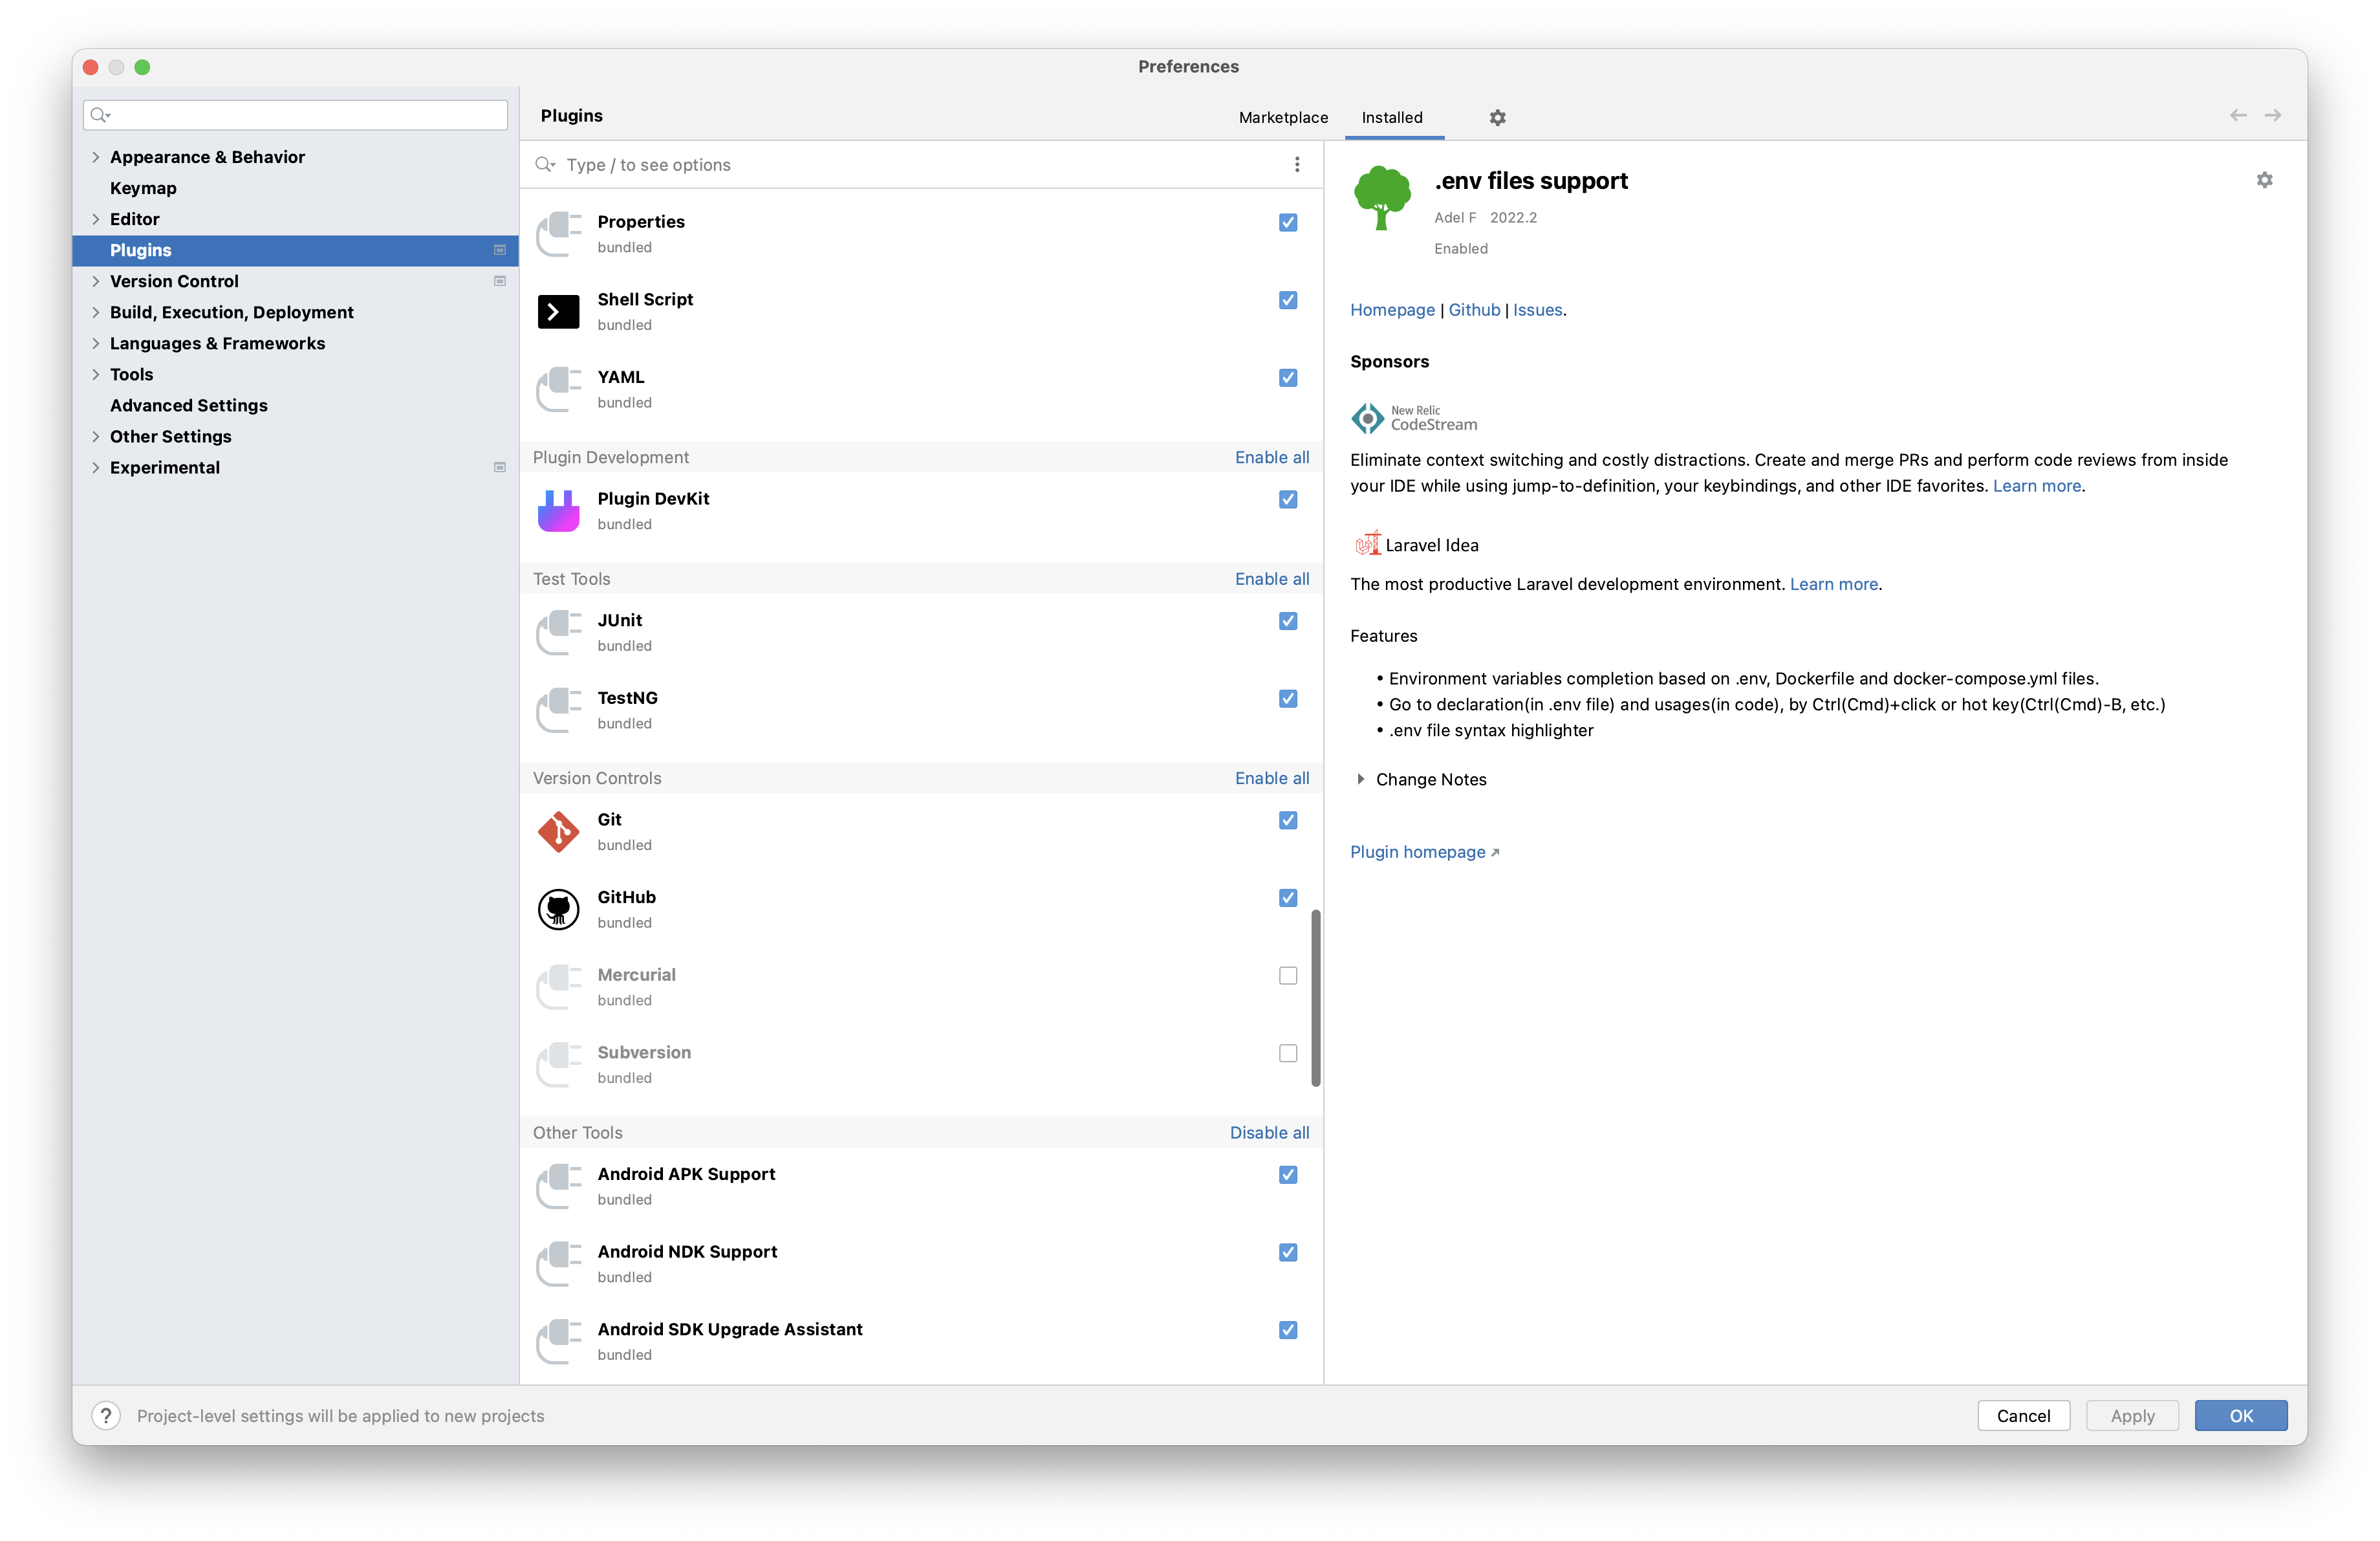 Preferences
Appearance & Behavior
Keymap
Editor
Plugins
Version Control
Build, Execution, Deployment
Languages & Frameworks
Tools
Advanced Settings
Other Settings
Experimental
Plugins
Marketplace
Installed
Type / to see options
Properties
bundled
Shell Script
bundled
YAML
bundled
Plugin Development Enable all
Plugin DevKit
bundled
Test Tools Enable all
JUnit
bundled
TestNG
bundled
Version Controls Enable all
Git
bundled
GitHub
bundled
Mercurial
bundled
Subversion
bundled
Other Tools Disable all
Android APK Support
bundled
Android NDK Support
bundled
Android SDK Upgrade Assistant
bundled
.env files support
Adel F 2022.2
Enabled
Homepage | Github | Issues.
Sponsors
New Relic
CodeStream
Eliminate context switching and costly distractions. Create and merge PRs and perform code reviews from inside
your IDE while using jump-to-definition, your keybindings, and other IDE favorites. Learn more.
Laravel Idea
The most productive Laravel development environment. Learn more.
Features
• Environment variables completion based on .env, Dockerfile and docker-compose.yml files.
• Go to declaration(in .env file) and usages(in code), by Ctrl(Cmd)+click or hot key(Ctrl(Cmd)-B, etc.)
• .env file syntax highlighter
Change Notes
Plugin homepage
? Project-level settings will be applied to new projects
Cancel
Apply
OK